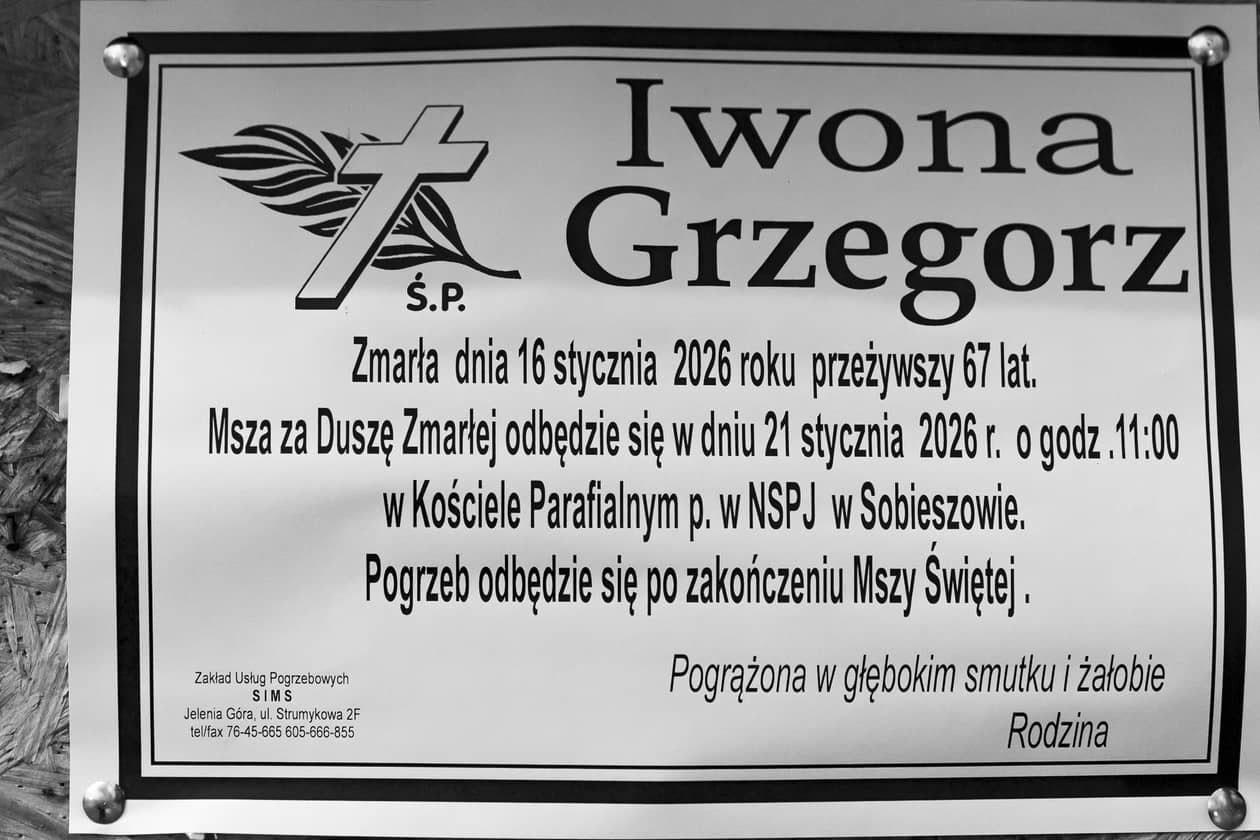 Iwona
Grzegorz
Ś.P.
Zmarła dnia 16 stycznia 2026 roku przeżywszy 67 lat.
Msza za Duszę Zmarłej odbędzie się w dniu 21 stycznia 2026 r. o godz .11:00
w Kościele Parafialnym p. w NSPJ w Sobieszowie.
Pogrzeb odbędzie się po zakończeniu Mszy Świętej .
Pogrążona w głębokim smutku i żałobie
Rodzina
Zakład Usług Pogrzebowych
SIMS
Jelenia Góra, ul. Strumykowa 2F
tel/fax 76-45-665 605-666-855